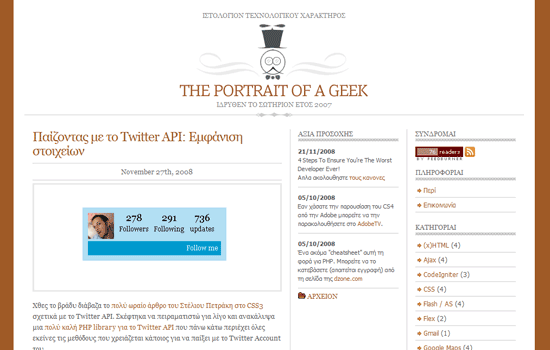 ΙΣΤΟΛΟΓΙΟΝ ΤΕΧΝΟΛΟΓΙΚΟΥ ΧΑΡΑΚΤΗΡΟΣ
THE PORTRAIT OF A GEEK
ΙΔΡΥΘΕΝ ΤΟ ΣΩΤΗΡΙΟΝ ΕΤΟΣ 2007
Παίζοντας με το Twitter API: Εμφάνιση
στοιχείων
November 27th, 2008
278 291 736
Followers Following updates
Follow me
Χθες το βράδυ διάβαζα το πολύ ωραίο άρθρο του Στέλιου Πετράκη στο CSS3
σχετικά με το Twitter API. Σκέφτηκα να πειραματιστώ για λίγο και ανακάλυψα
μια πολύ καλή PHP library για το Twitter API που πάνω κάτω περιέχει όλες
εκείνες τις μεθόδους που χρειάζεται κάποιος για να παίξει με το Twitter Account
του
ΑΞΙΑ ΠΡΟΣΟΧΗΣ
21/11/2008
4 Steps To Ensure You're The Worst
Developer Ever!
Απλα ακολουθήστε τους κανονες
05/10/2008
Εαν χάσατε την παρουσίαση του CS4
από την Adobe μπορείτε να την
παρακολουθήσετε στο AdobeTV.
05/10/2008
Ένα ακόμα "cheatsheet" αυτή τη
φορά για PHP. Μπορείτε να το
κατεβάσετε (απαιτείται εγγραφή) από
τη σελίδα της dzone.com
ΑΡΧΕΙΟΝ
ΣΥΝΔΡΟΜΑΙ
76 readers
BY FEEDBURNER
ΠΛΗΡΟΦΟΡΙΑΙ
Περί
Επικοινωνία
ΚΑΤΗΓΟΡΙΑΙ
(x)HTML (4)
Ajax (4)
CodeIgniter (3)
CSS (4)
Flash / AS (4)
Flex (2)
Gmail (1)
Google Maps (2)